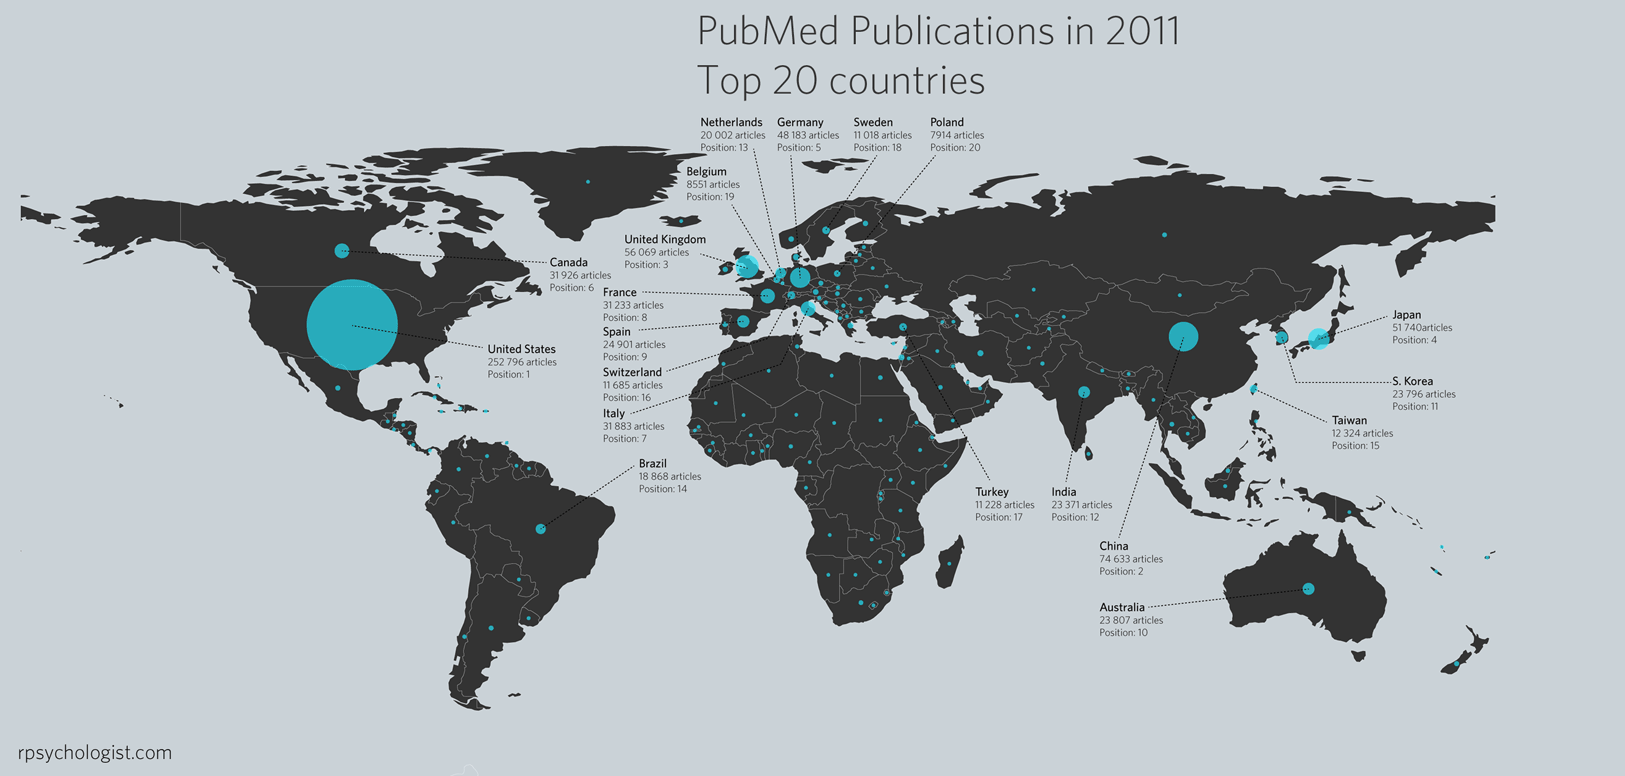 PubMed Publications in 2011
Top 20 countries
Netherlands
20 002 articles
Position: 13
Germany
48 183 articles
Position: 5
Sweden
11 018 articles
Position: 18
Poland
7914 articles
Position: 20
Belgium
8551 articles
Position: 19
United Kingdom
56 069 articles
Position: 3
Canada
31 926 articles
Position: 6
France
31 233 articles
Position: 8
Spain
24 901 articles
Position: 9
United States
252 796 articles
Position: 1
Switzerland
11 685 articles
Position: 16
Italy
31 883 articles
Position: 7
Japan
51 740articles
Position: 4
S. Korea
23 796 articles
Position: 11
Taiwan
12 324 articles
Position: 15
Brazil
18 868 articles
Position: 14
Turkey
11 228 articles
Position: 17
India
23 371 articles
Position: 12
China
74 633 articles
Position: 2
Australia
23 807 articles
Position: 10
rpsychologist.com